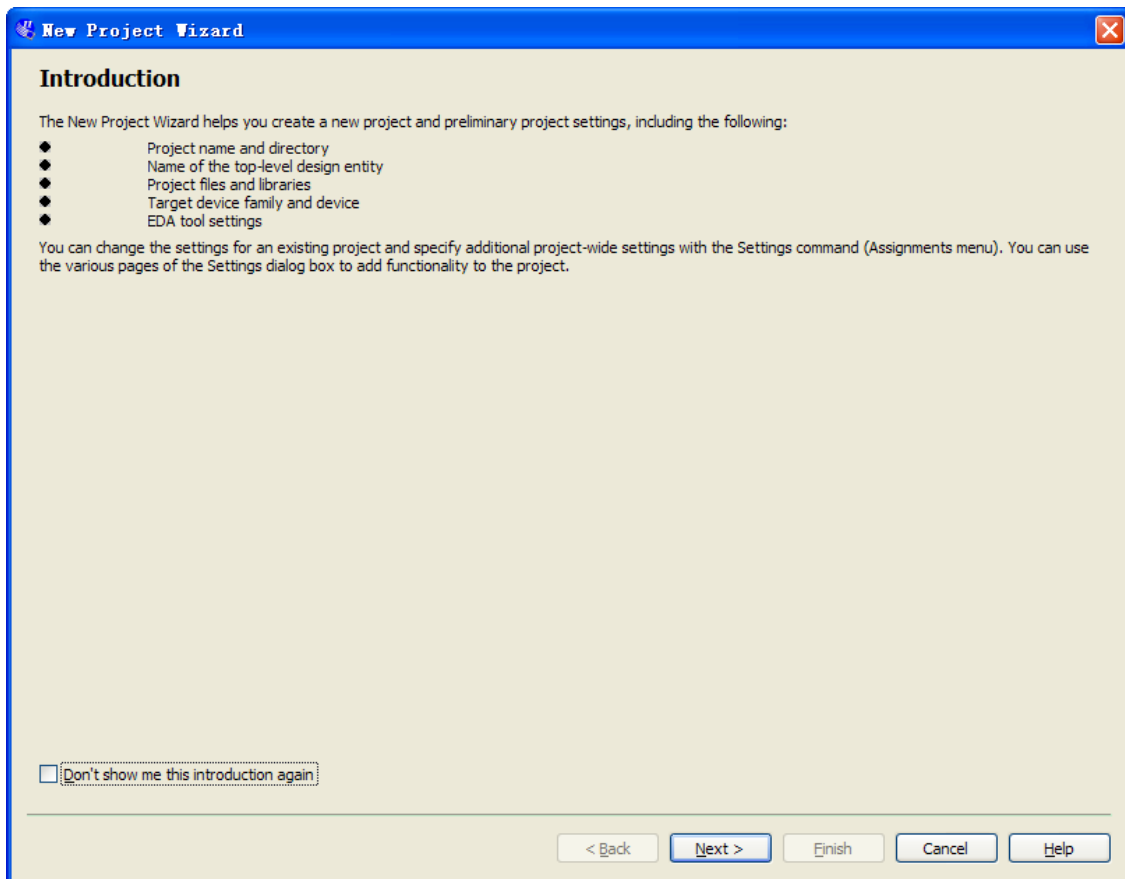 New Project Wizard
Introduction
The New Project Wizard helps you create a new project and preliminary project settings, including the following:
Project name and directory
Name of the top-level design entity
Project files and libraries
Target device family and device
EDA tool settings
You can change the settings for an existing project and specify additional project-wide settings with the Settings command (Assignments menu). You can use
the various pages of the Settings dialog box to add functionality to the project.
Don't show me this introduction again
< Back Next > Finish Cancel Help